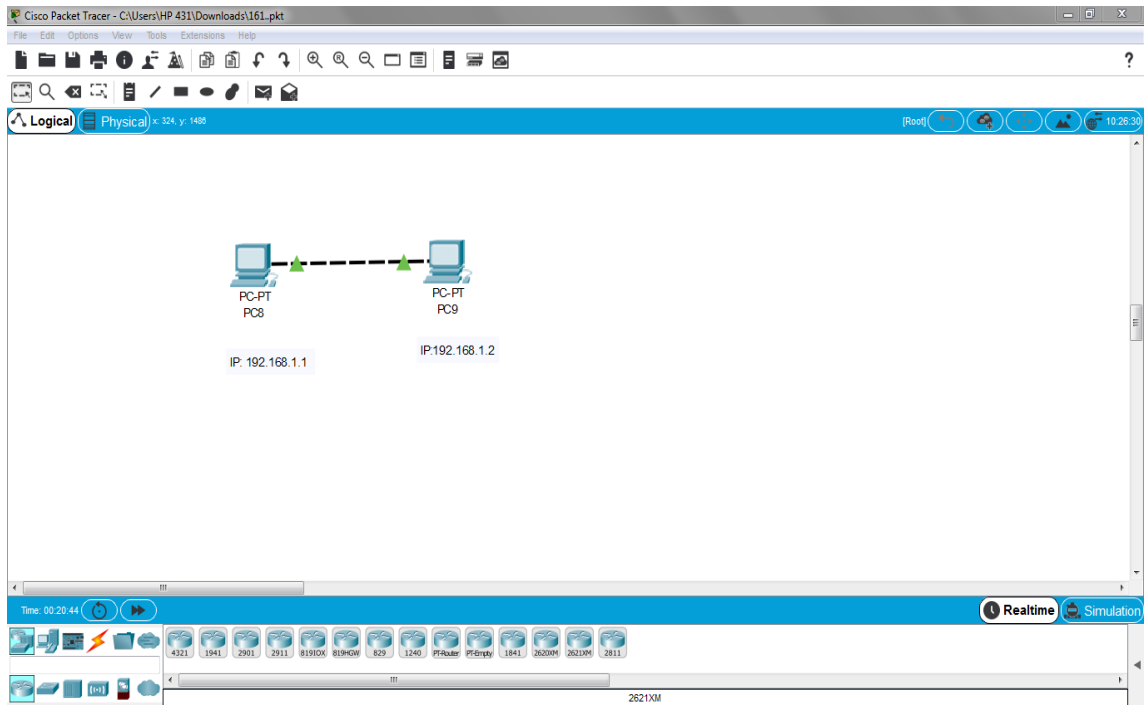 Cisco Packet Tracer - C:\Users\HP 431\Downloads\161_.pkt
File Edit Options View Tools Extensions Help
?
Logical Physical x: 324, y: 1486 [Root] 10:26:30
PC-PT
PC8
PC-PT
PC9
IP: 192.168.1.1
IP:192.168.1.2
Time: 00:20:44 Realtime Simulation
4321 1941 2901 2911 819IOX 819HGW 829 1240 PT-Router PT-Empty 1841 2620XM 2621XM 2811
2621XM